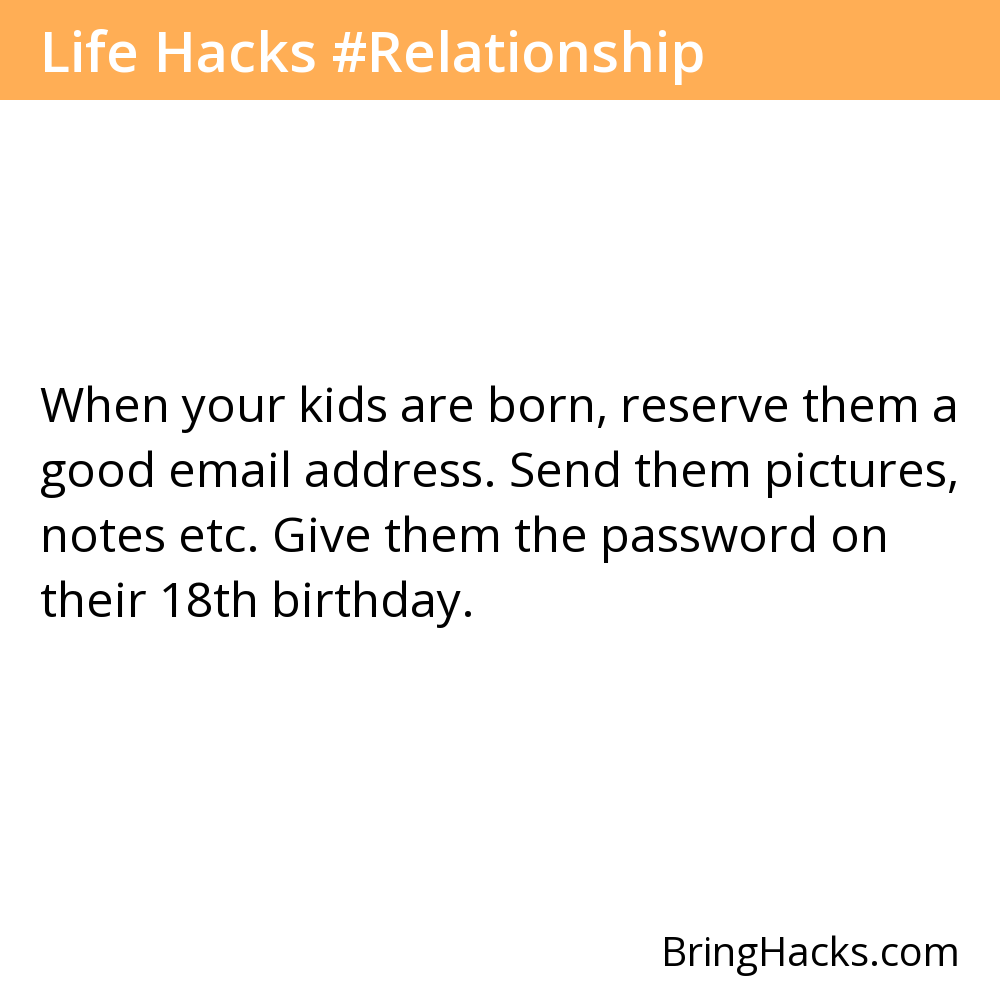 Life Hacks #Relationship
When your kids are born, reserve them a
good email address. Send them pictures,
notes etc. Give them the password on
their 18th birthday.
BringHacks.com